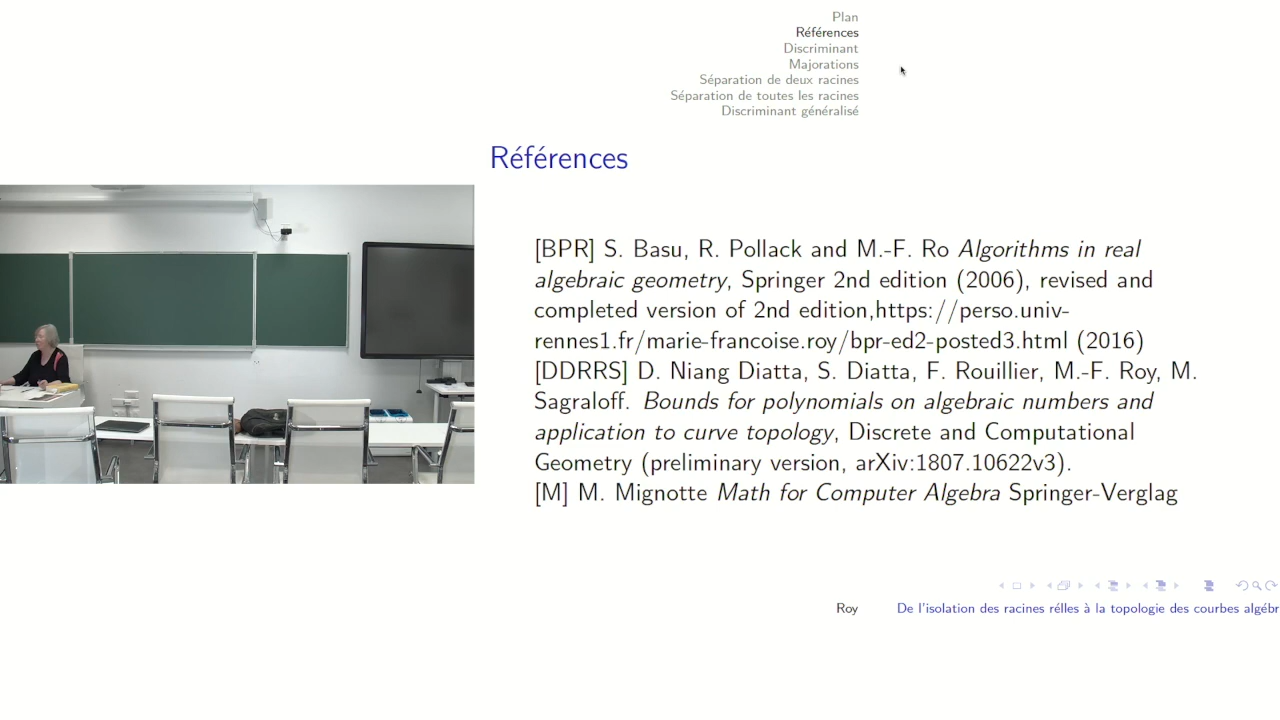 Plan
Références
Discriminant
Majorations
Séparation de deux racines
Séparation de toutes les racines
Discriminant généralisé
Références
[BPR] S. Basu, R. Pollack and M.-F. Ro Algorithms in real
algebraic geometry, Springer 2nd edition (2006), revised and
completed version of 2nd edition,https://perso.univ-
rennes1.fr/marie-francoise.roy/bpr-ed2-posted3.html (2016)
[DDRRS] D. Niang Diatta, S. Diatta, F. Rouillier, M.-F. Roy, M.
Sagraloff. Bounds for polynomials on algebraic numbers and
application to curve topology, Discrete and Computational
Geometry (preliminary version, arXiv:1807.10622v3).
[M] M. Mignotte Math for Computer Algebra Springer-Verglag
Roy De l'isolation des racines rélles à la topologie des courbes algébr